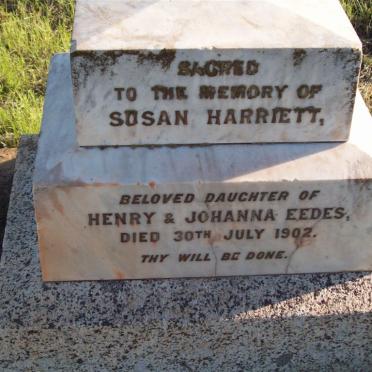 SACRED
TO THE MEMORY OF
SUSAN HARRIETT,
BELOVED DAUGHTER OF
HENRY & JOHANNA EEDES,
DIED 30TH JULY 1902.
THY WILL BE DONE.